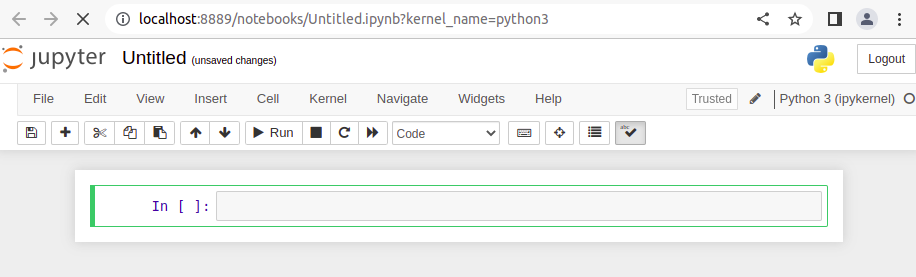 localhost:8889/notebooks/Untitled.ipynb?kernel_name=python3
jupyter Untitled (unsaved changes) Logout
File Edit View Insert Cell Kernel Navigate Widgets Help Trusted Python 3 (ipykernel)
Run Code abc
In [ ]: